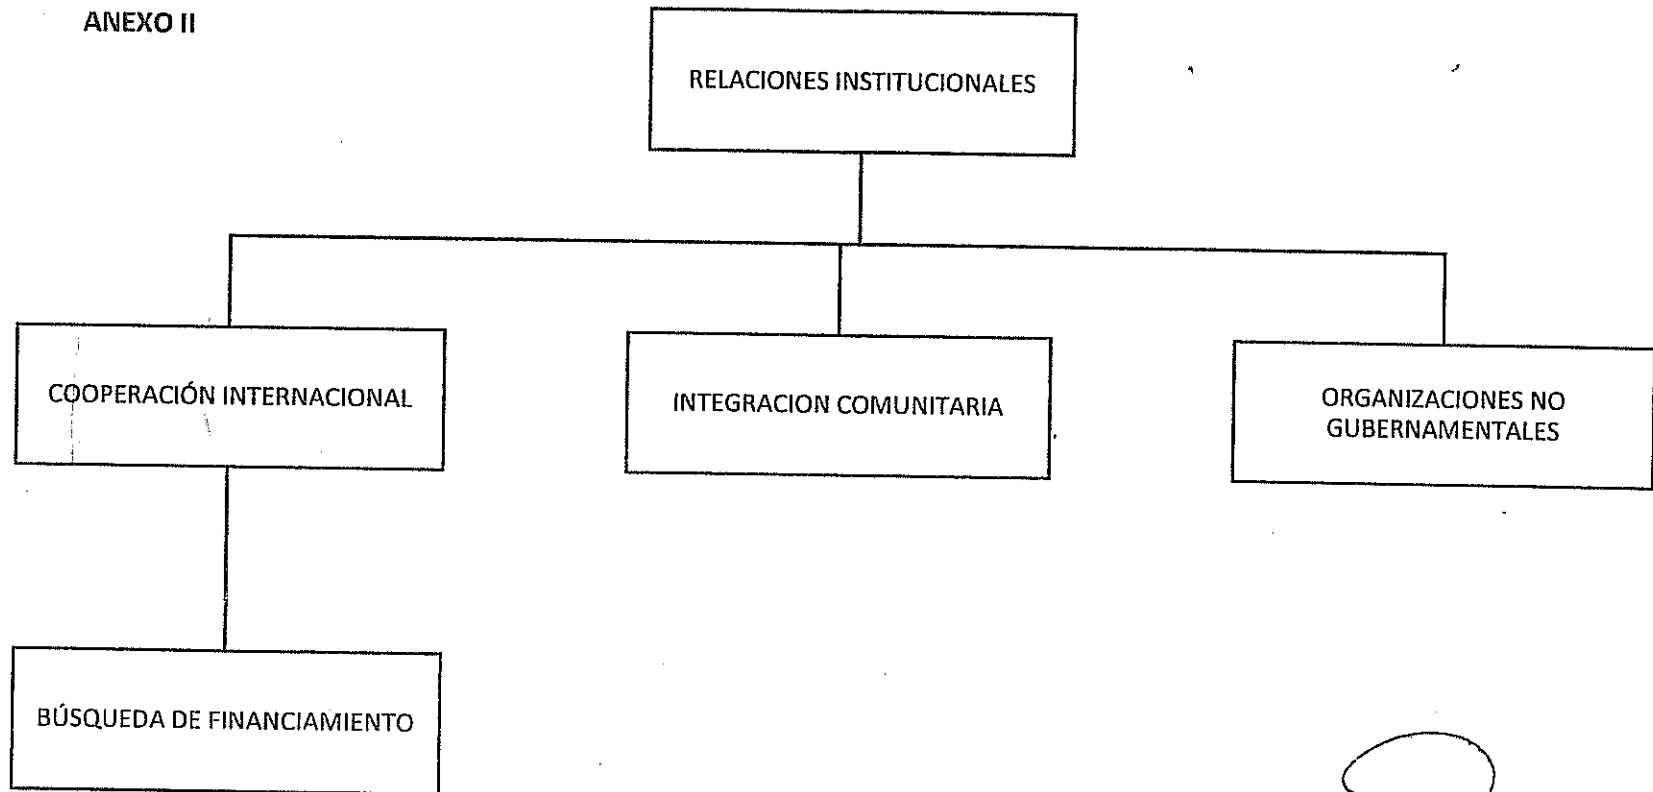 ANEXO II
RELACIONES INSTITUCIONALES
COOPERACIÓN INTERNACIONAL
INTEGRACION COMUNITARIA
ORGANIZACIONES NO
GUBERNAMENTALES
BÚSQUEDA DE FINANCIAMIENTO